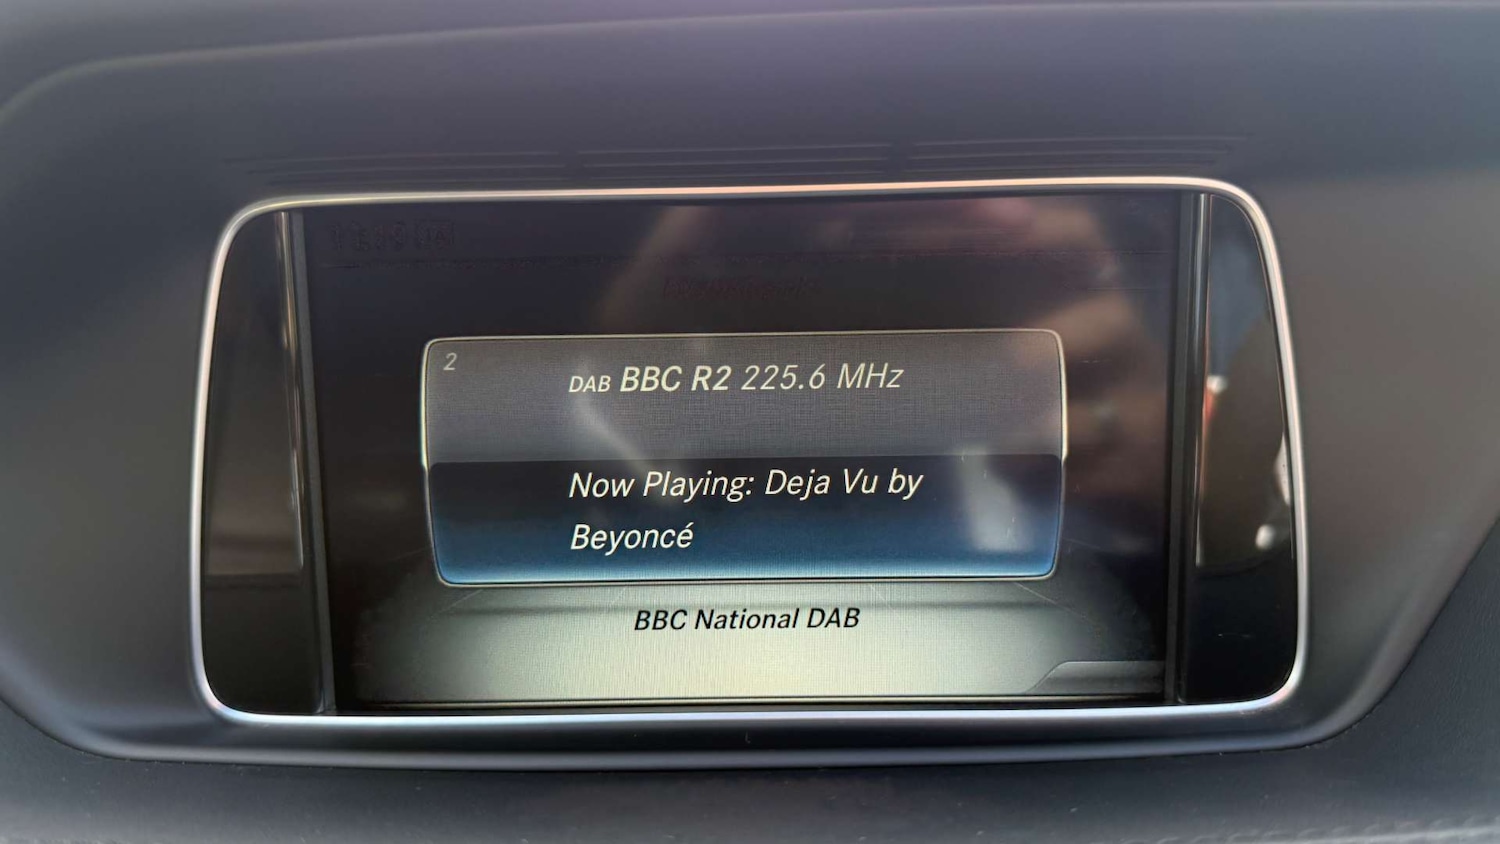 2
DAB BBC R2 225.6 MHz
Now Playing: Deja Vu by
Beyoncé
BBC National DAB